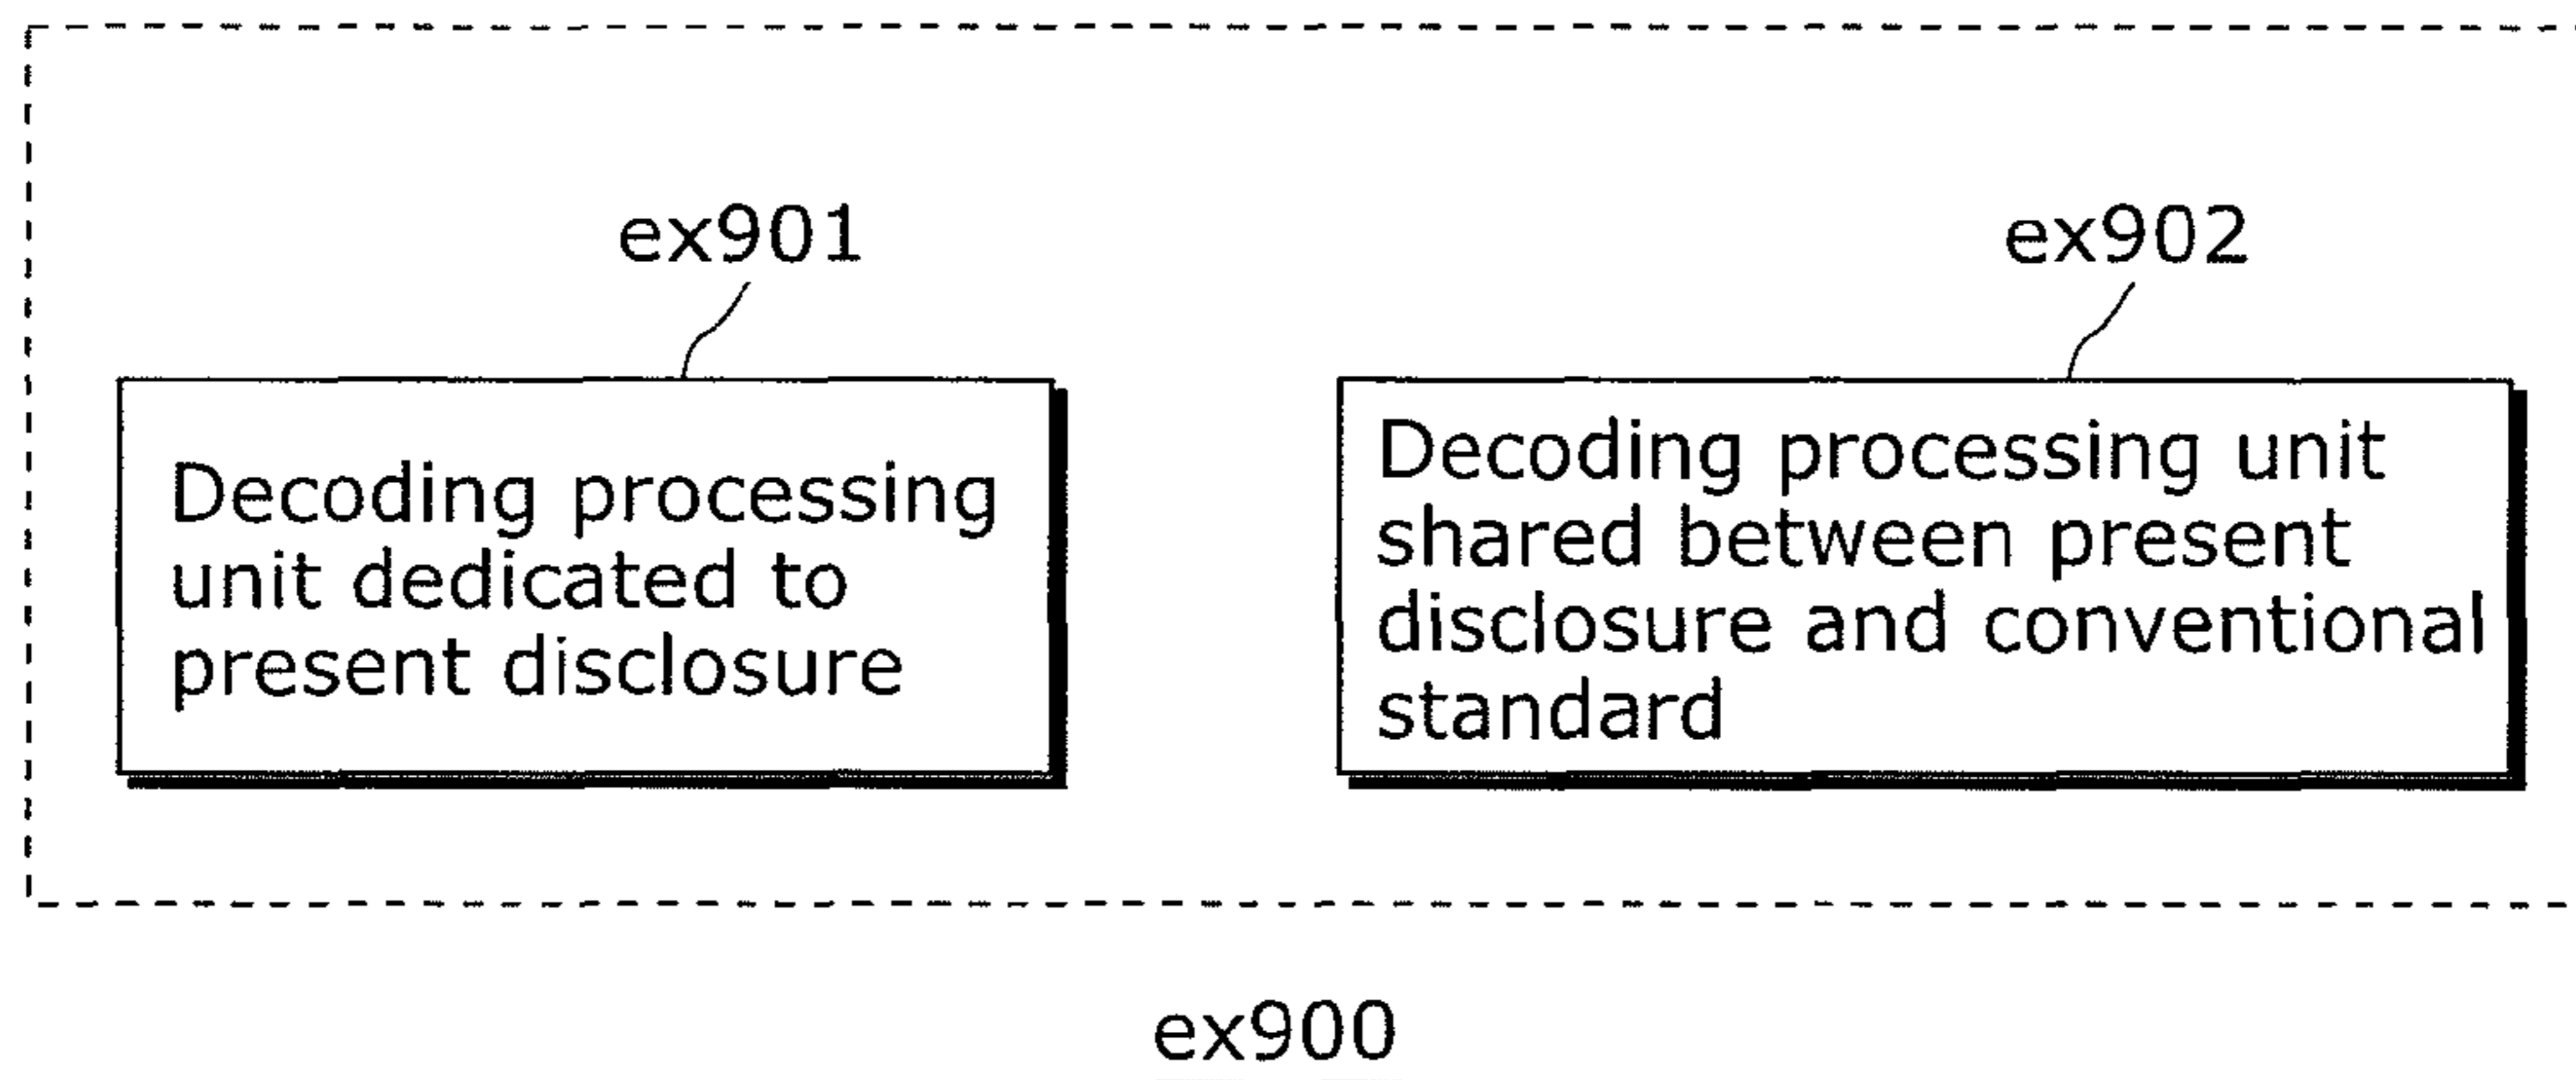 ex901
ex902
Decoding processing
unit dedicated to
present disclosure
Decoding processing unit
shared between present
disclosure and conventional
standard
ex900